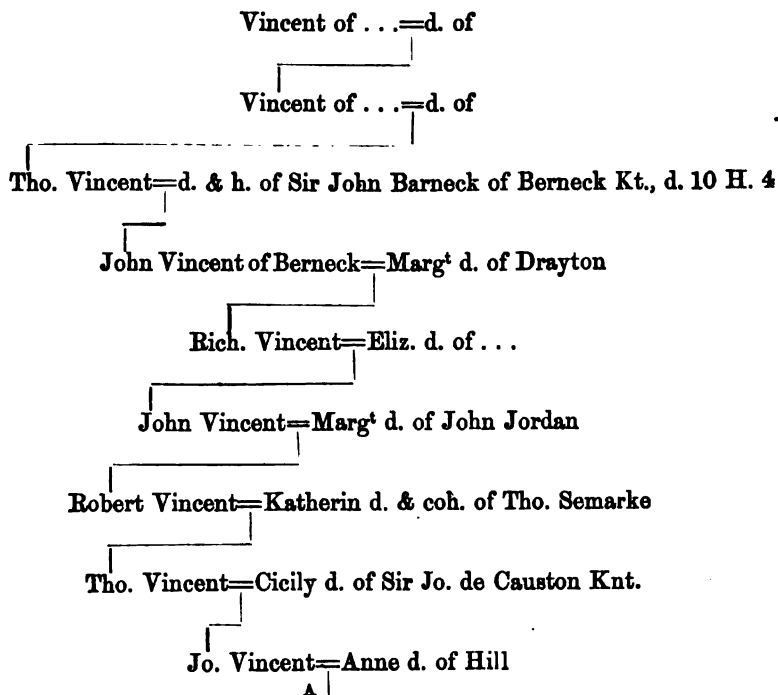 Vincent of . . .=d. of
Vincent of . . .=d. of
Tho. Vincent=d. & h. of Sir John Barneck of Berneck Kt., d. 10 H. 4
John Vincent of Berneck=Margᵗ d. of Drayton
Rich. Vincent=Eliz. d. of . . .
John Vincent=Margᵗ d. of John Jordan
Robert Vincent=Katherin d. & coh. of Tho. Semarke
Tho. Vincent=Cicily d. of Sir Jo. de Causton Knt.
Jo. Vincent=Anne d. of Hill
A